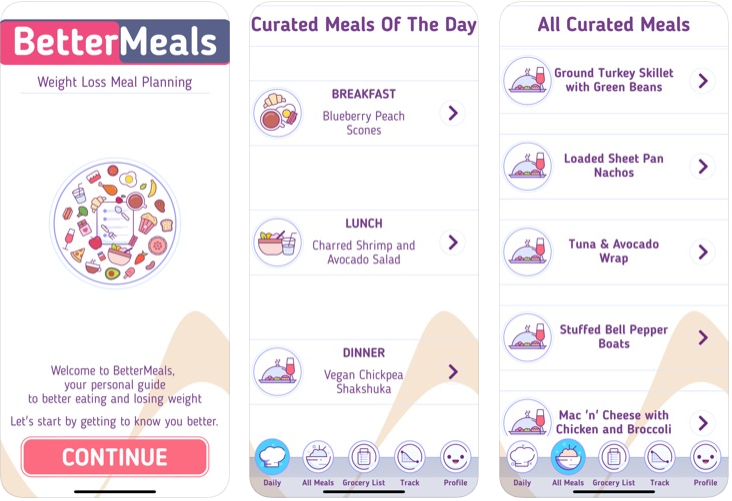 BetterMeals
Weight Loss Meal Planning
Welcome to BetterMeals,
your personal guide
to better eating and losing weight
Let's start by getting to know you better.
CONTINUE
Curated Meals Of The Day
BREAKFAST
Blueberry Peach
Scones
LUNCH
Charred Shrimp and
Avocado Salad
DINNER
Vegan Chickpea
Shakshuka
Daily
All Meals
Grocery List
Track
Profile
All Curated Meals
Ground Turkey Skillet
with Green Beans
Loaded Sheet Pan
Nachos
Tuna & Avocado
Wrap
Stuffed Bell Pepper
Boats
Mac 'n' Cheese with
Chicken and Broccoli
Daily
All Meals
Grocery List
Track
Profile